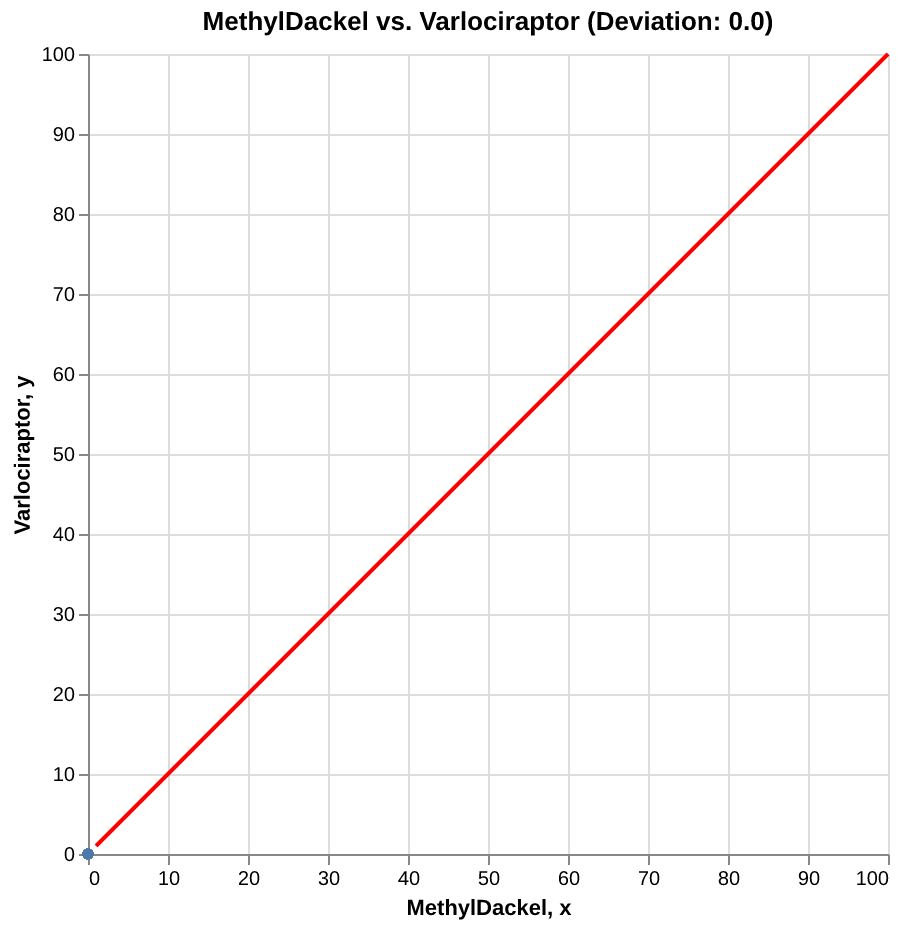 MethylDackel vs. Varlociraptor (Deviation: 0.0)
100
90
80
70
60
50
40
30
20
10
0
Varlociraptor, y
0 10 20 30 40 50 60 70 80 90 100
MethylDackel, x